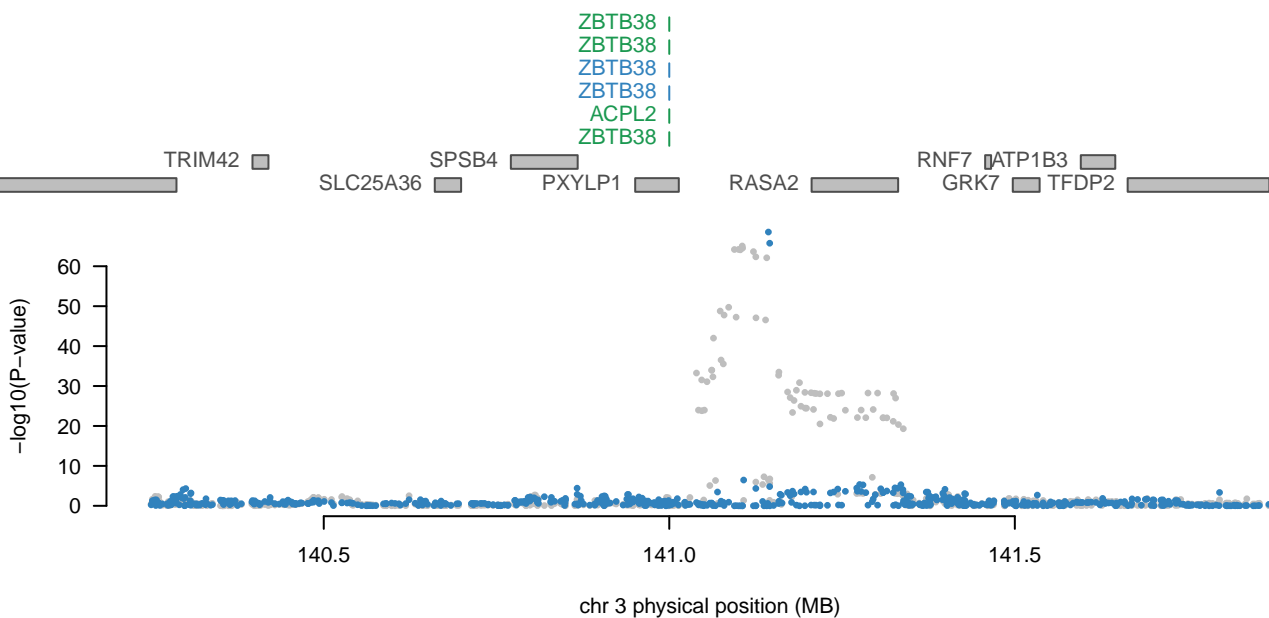 ZBTB38
ZBTB38
ZBTB38
ZBTB38
ACPL2
ZBTB38
TRIM42 SPSB4 RNF7 ATP1B3
SLC25A36 PXYLP1 RASA2 GRK7 TFDP2
60
50
40
30
20
10
0
−log10(P−value)
140.5 141.0 141.5
chr 3 physical position (MB)